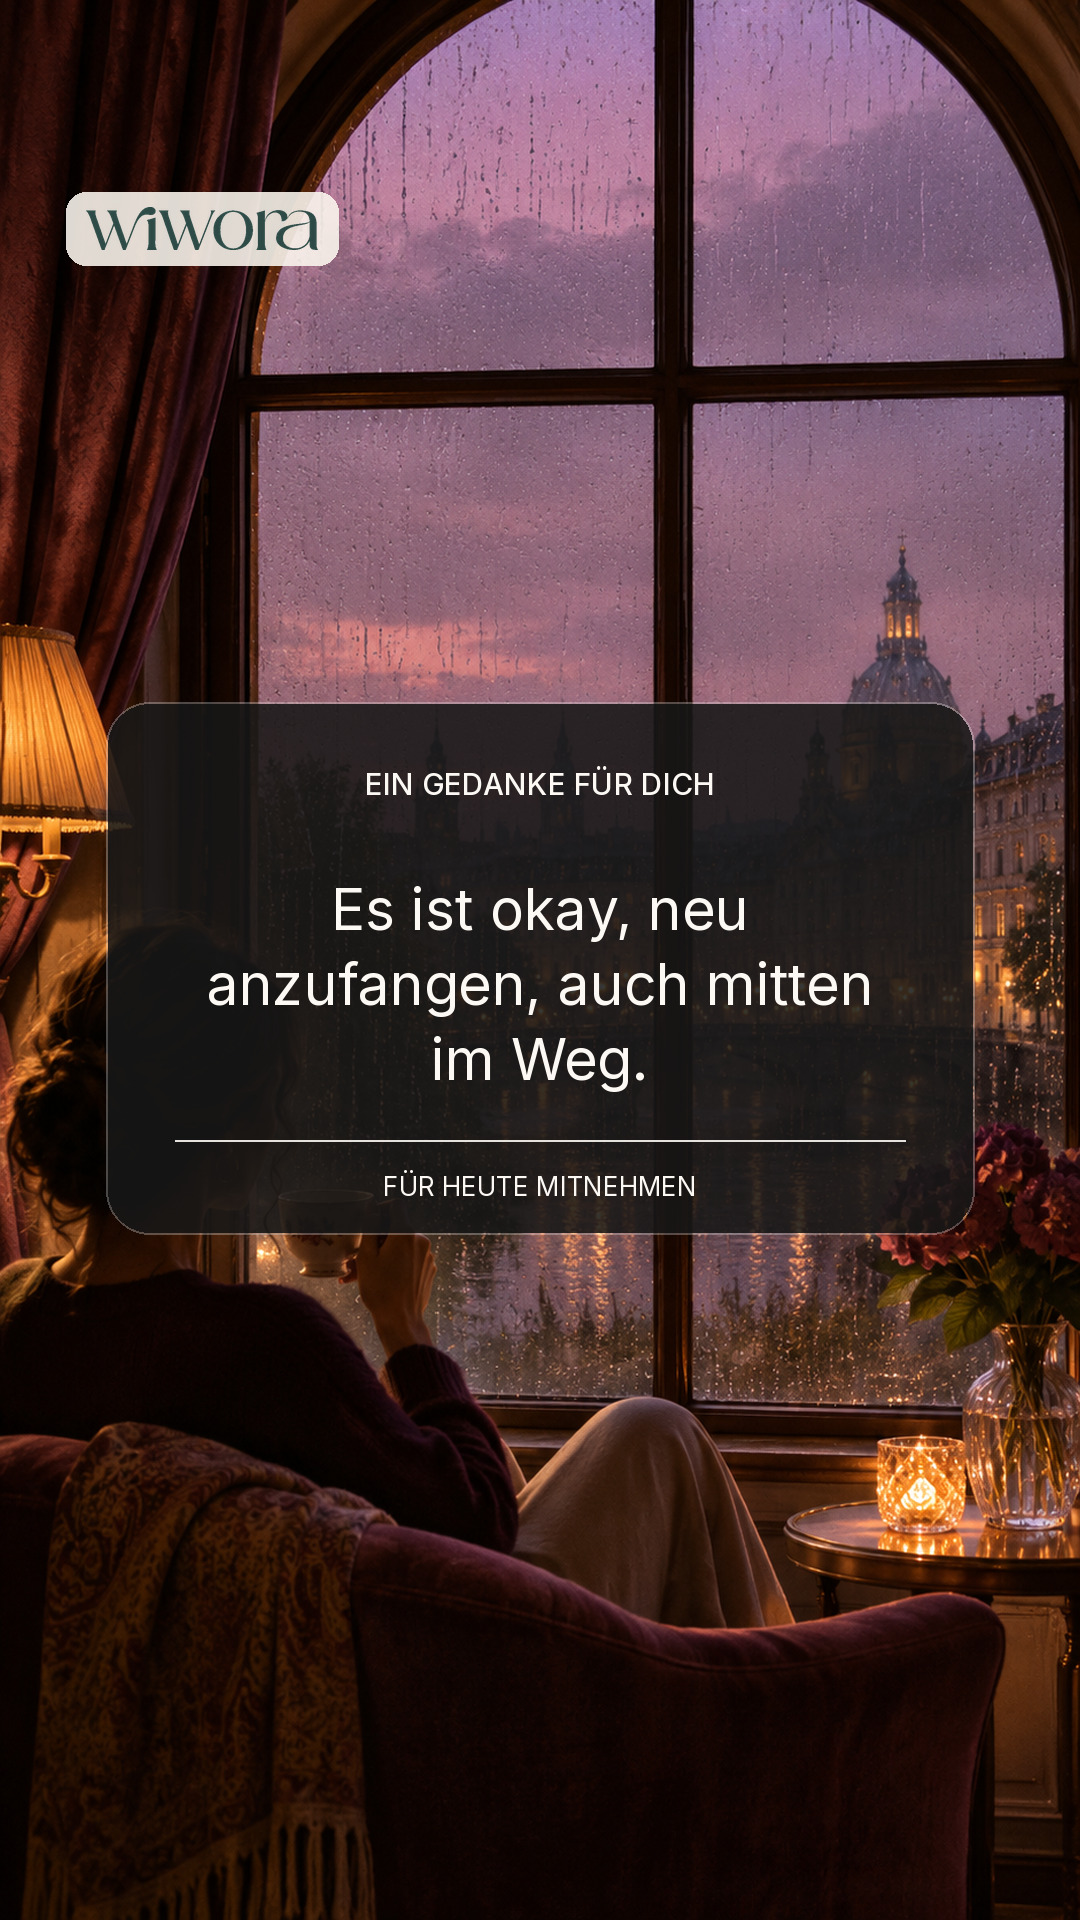 wiwora
EIN GEDANKE FÜR DICH
Es ist okay, neu
anzufangen, auch mitten
im Weg.
FÜR HEUTE MITNEHMEN